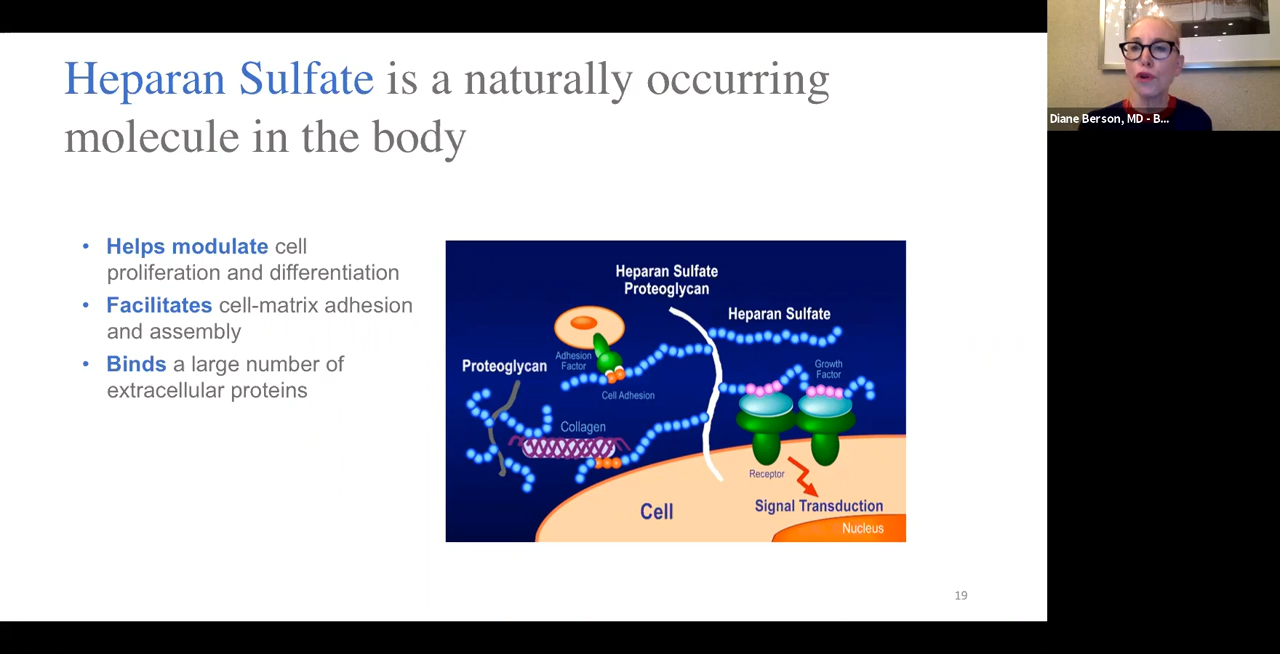 Heparan Sulfate is a naturally occurring
molecule in the body
• Helps modulate cell
proliferation and differentiation
• Facilitates cell-matrix adhesion
and assembly
• Binds a large number of
extracellular proteins
Heparan Sulfate
Proteoglycan
Heparan Sulfate
Adhesion
Factor
Cell Adhesion
Growth
Factor
Proteoglycan
Collagen
Receptor
Cell
Signal Transduction
Nucleus
19
Diane Berson, MD - B...